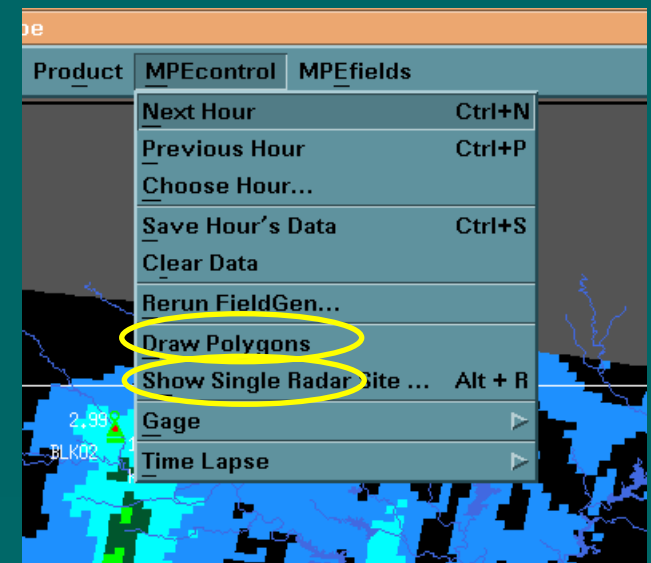 pe
Product MPEcontrol MPEfields
Next Hour Ctrl+N
Previous Hour Ctrl+P
Choose Hour...
Save Hour's Data Ctrl+S
Clear Data
Rerun FieldGen...
Draw Polygons
Show Single Radar Site ... Alt + R
Gage
Time Lapse
2.99
BLKO2